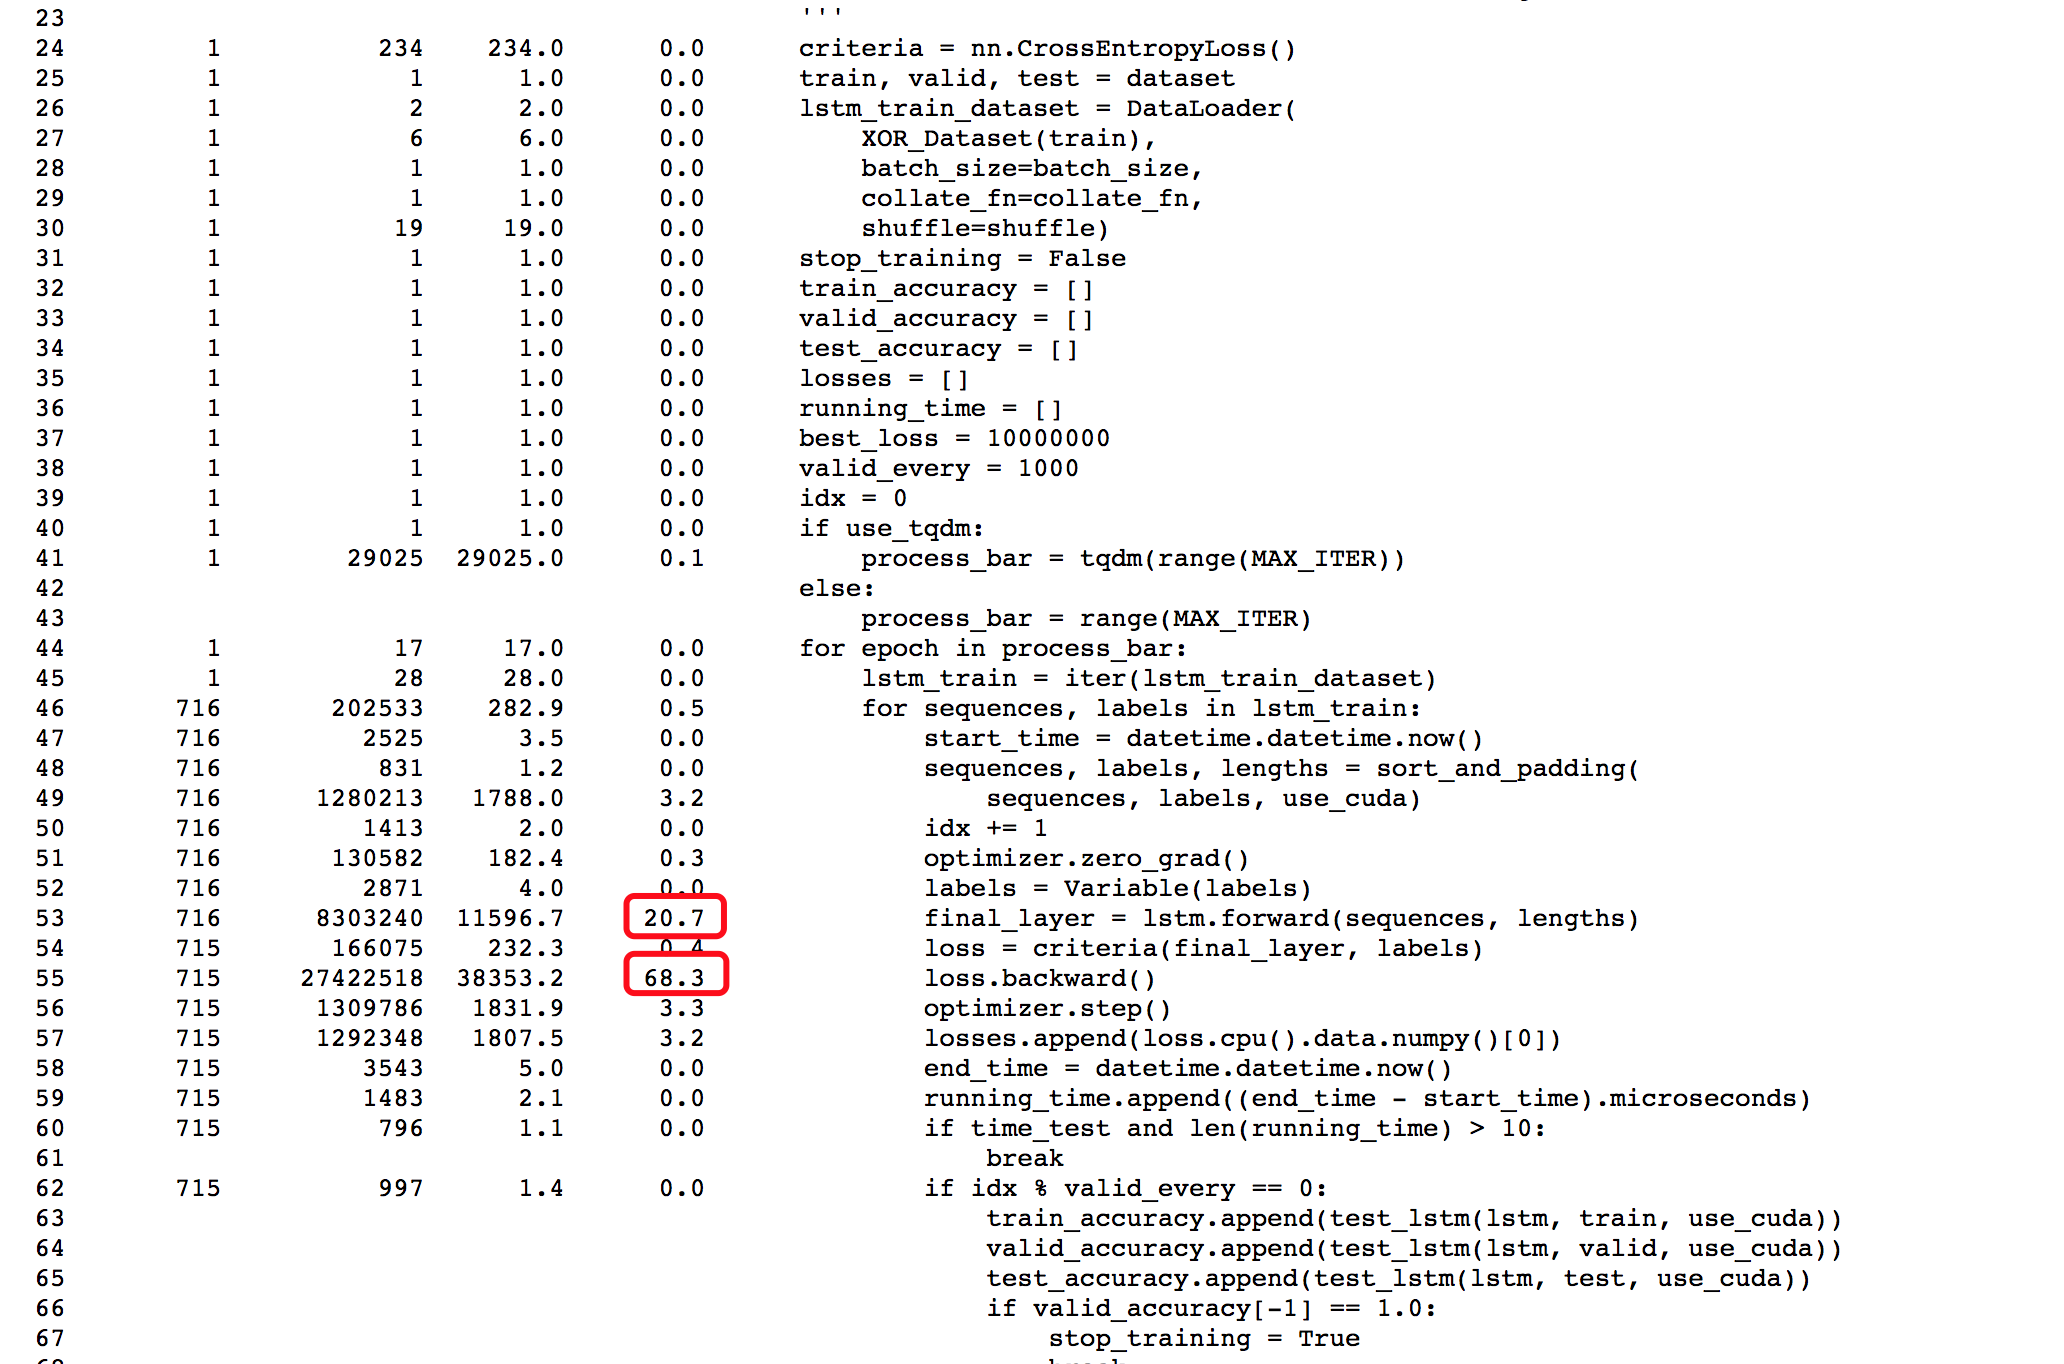 23 '''
24 1 234 234.0 0.0 criteria = nn.CrossEntropyLoss()
25 1 1 1.0 0.0 train, valid, test = dataset
26 1 2 2.0 0.0 lstm_train_dataset = DataLoader(
27 1 6 6.0 0.0 XOR_Dataset(train),
28 1 1 1.0 0.0 batch_size=batch_size,
29 1 1 1.0 0.0 collate_fn=collate_fn,
30 1 19 19.0 0.0 shuffle=shuffle)
31 1 1 1.0 0.0 stop_training = False
32 1 1 1.0 0.0 train_accuracy = []
33 1 1 1.0 0.0 valid_accuracy = []
34 1 1 1.0 0.0 test_accuracy = []
35 1 1 1.0 0.0 losses = []
36 1 1 1.0 0.0 running_time = []
37 1 1 1.0 0.0 best_loss = 10000000
38 1 1 1.0 0.0 valid_every = 1000
39 1 1 1.0 0.0 idx = 0
40 1 1 1.0 0.0 if use_tqdm:
41 1 29025 29025.0 0.1 process_bar = tqdm(range(MAX_ITER))
42 else:
43 process_bar = range(MAX_ITER)
44 1 17 17.0 0.0 for epoch in process_bar:
45 1 28 28.0 0.0 lstm_train = iter(lstm_train_dataset)
46 716 202533 282.9 0.5 for sequences, labels in lstm_train:
47 716 2525 3.5 0.0 start_time = datetime.datetime.now()
48 716 831 1.2 0.0 sequences, labels, lengths = sort_and_padding(
49 716 1280213 1788.0 3.2 sequences, labels, use_cuda)
50 716 1413 2.0 0.0 idx += 1
51 716 130582 182.4 0.3 optimizer.zero_grad()
52 716 2871 4.0 0.0 labels = Variable(labels)
53 716 8303240 11596.7 20.7 final_layer = lstm.forward(sequences, lengths)
54 715 166075 232.3 0.4 loss = criteria(final_layer, labels)
55 715 27422518 38353.2 68.3 loss.backward()
56 715 1309786 1831.9 3.3 optimizer.step()
57 715 1292348 1807.5 3.2 losses.append(loss.cpu().data.numpy()[0])
58 715 3543 5.0 0.0 end_time = datetime.datetime.now()
59 715 1483 2.1 0.0 running_time.append((end_time - start_time).microseconds)
60 715 796 1.1 0.0 if time_test and len(running_time) > 10:
61 break
62 715 997 1.4 0.0 if idx % valid_every == 0:
63 train_accuracy.append(test_lstm(lstm, train, use_cuda))
64 valid_accuracy.append(test_lstm(lstm, valid, use_cuda))
65 test_accuracy.append(test_lstm(lstm, test, use_cuda))
66 if valid_accuracy[-1] == 1.0:
67 stop_training = True